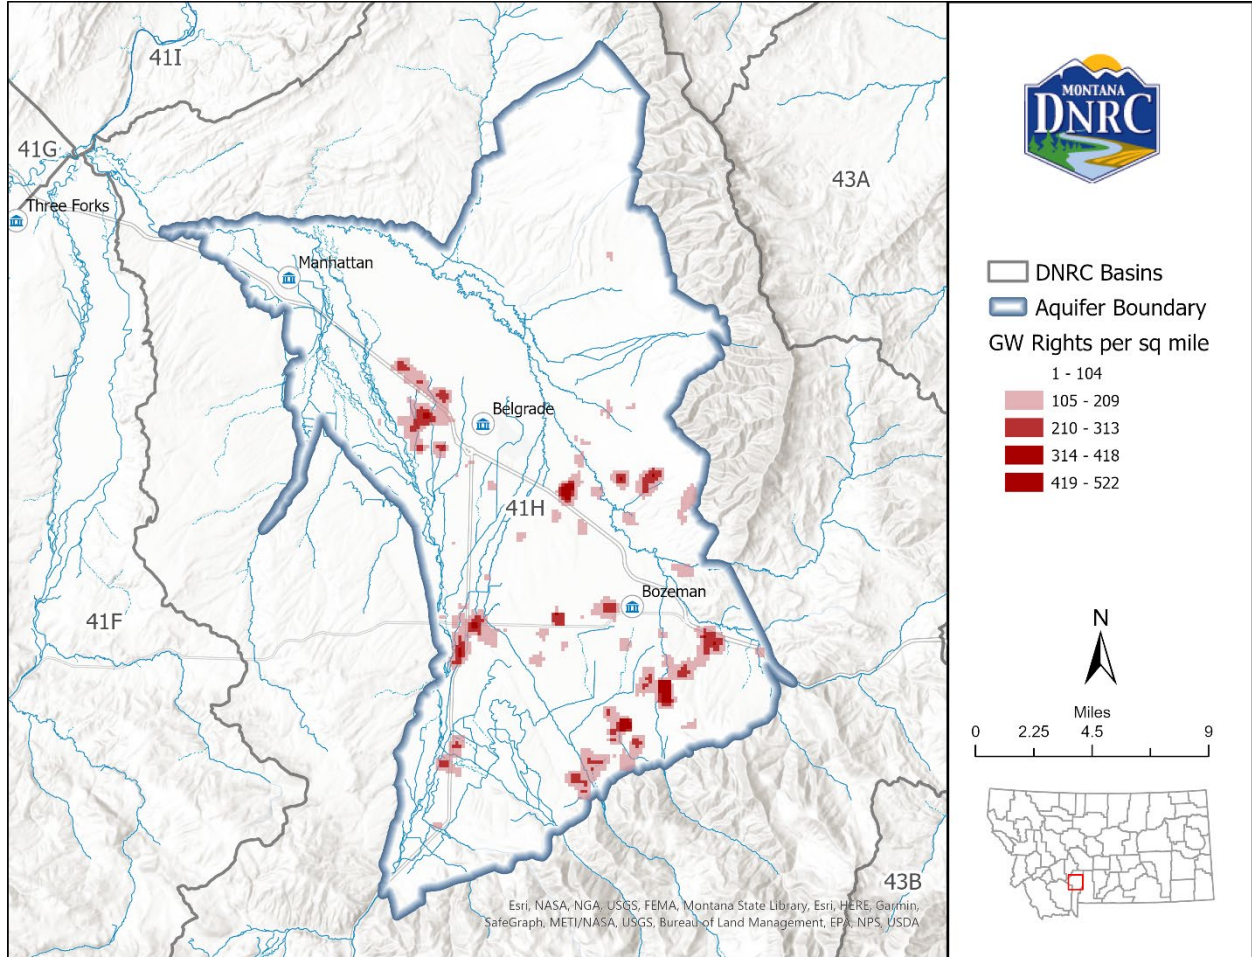 41I
41G
Three Forks
43A
Manhattan
Belgrade
41H
Bozeman
41F
43B
Esri, NASA, NGA, USGS, FEMA, Montana State Library, Esri, HERE, Garmin,
SafeGraph, METI/NASA, USGS, Bureau of Land Management, EPA, NPS, USDA
MONTANA
DNRC
DNRC Basins
Aquifer Boundary
GW Rights per sq mile
1 - 104
105 - 209
210 - 313
314 - 418
419 - 522
N
Miles
0 2.25 4.5 9